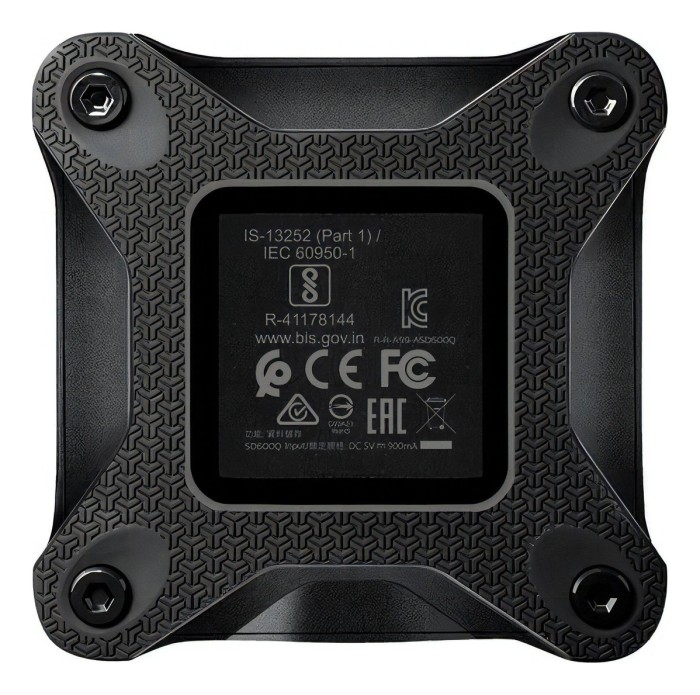 IS-13252 (Part 1) /
IEC 60950-1
R-41178144
www.bis.gov.in R-R-A99-ASD600Q
CE FC
EAC
功能: 資料儲存
SD600Q Input/額定規格: DC 5V ⎓ 900mA